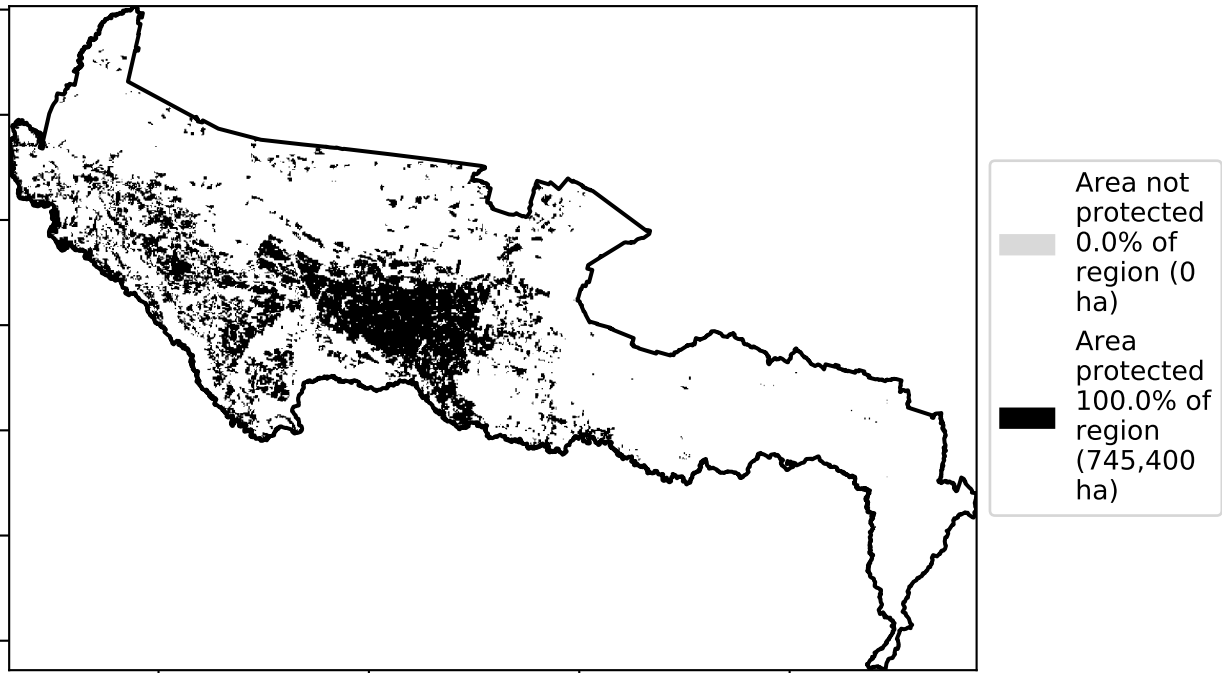 Area not
protected
0.0% of
region (0
ha)
Area
protected
100.0% of
region
(745,400
ha)